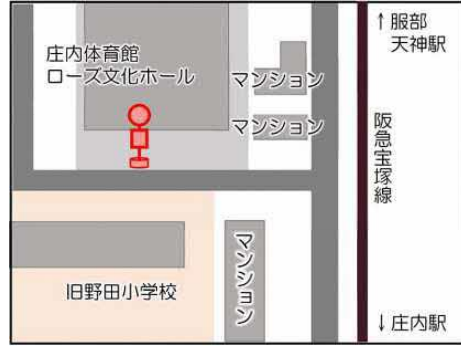 ↑服部
天神駅
庄内体育館
ローズ文化ホール
マンション
マンション
阪急宝塚線
旧野田小学校
マンション
↓庄内駅